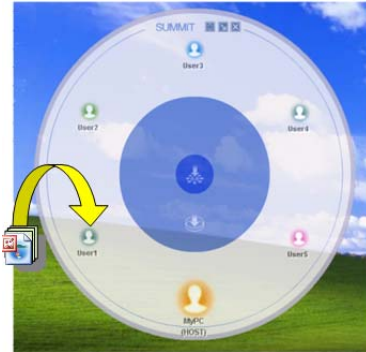 SUMMIT
User3
User2
User4
User1
User5
MyPC
(HOST)